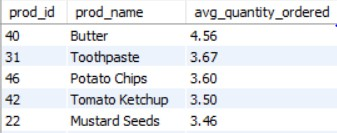 prod_id prod_name avg_quantity_ordered
40 Butter 4.56
31 Toothpaste 3.67
46 Potato Chips 3.60
42 Tomato Ketchup 3.50
22 Mustard Seeds 3.46